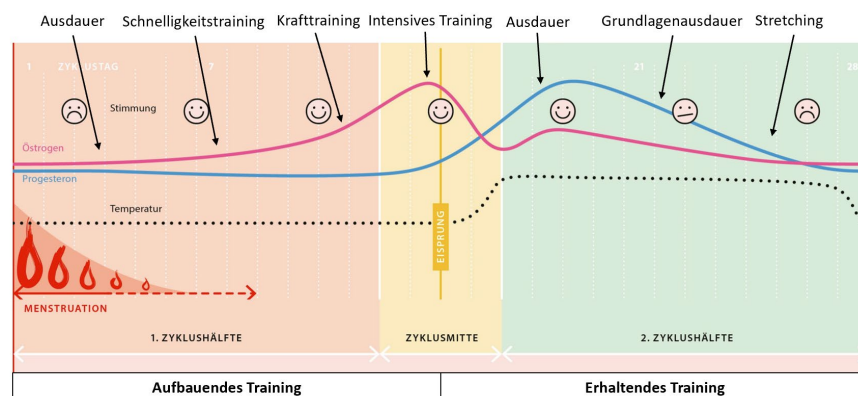 Ausdauer Schnelligkeitstraining Krafttraining Intensives Training Ausdauer Grundlagenausdauer Stretching
1 ZYKLUSTAG 7 21 28
Stimmung
Östrogen
Progesteron
Temperatur
EISPRUNG
MENSTRUATION
1. ZYKLUSHÄLFTE ZYKLUSMITTE 2. ZYKLUSHÄLFTE
Aufbauendes Training Erhaltendes Training